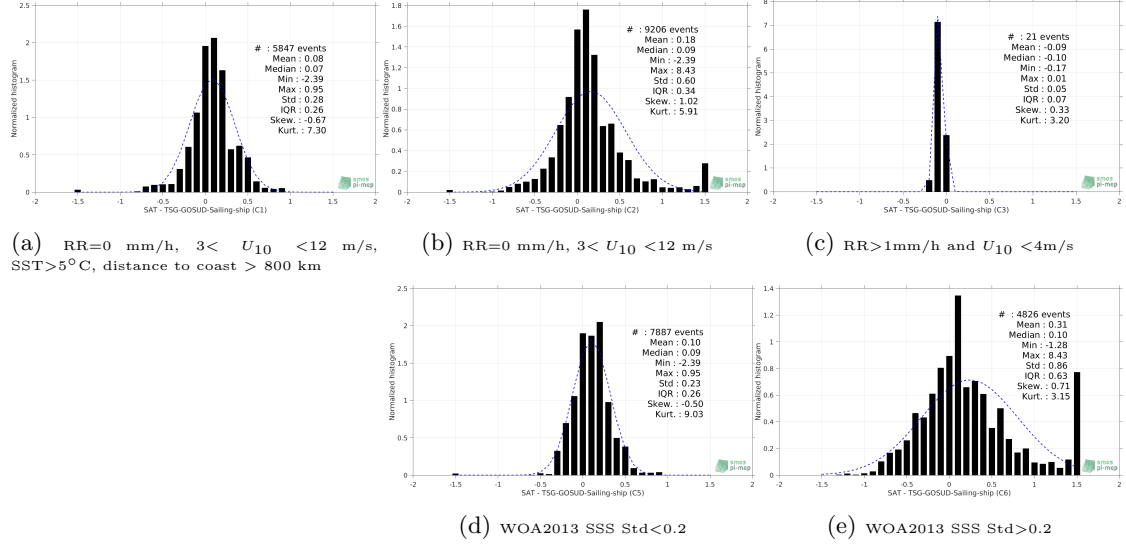 2.5
2
1.5
1
0.5
0
-2 -1.5 -1 -0.5 0 0.5 1 1.5 2
Normalized histogram
# : 5847 events
Mean : 0.08
Median : 0.07
Min : -2.39
Max : 0.95
Std : 0.28
IQR : 0.26
Skew. : -0.67
Kurt. : 7.30
smos
pi-mep
SAT - TSG-GOSUD-Sailing-ship (C1)
(a) RR=0 mm/h, 3< U10 <12 m/s,
SST>5°C, distance to coast > 800 km
1.8
1.6
1.4
1.2
1
0.8
0.6
0.4
0.2
0
-2 -1.5 -1 -0.5 0 0.5 1 1.5 2
Normalized histogram
# : 9206 events
Mean : 0.18
Median : 0.09
Min : -2.39
Max : 8.43
Std : 0.60
IQR : 0.34
Skew. : 1.02
Kurt. : 5.91
smos
pi-mep
SAT - TSG-GOSUD-Sailing-ship (C2)
(b) RR=0 mm/h, 3< U10 <12 m/s
8
7
6
5
4
3
2
1
0
-2 -1.5 -1 -0.5 0 0.5 1 1.5 2
Normalized histogram
# : 21 events
Mean : -0.09
Median : -0.10
Min : -0.17
Max : 0.01
Std : 0.05
IQR : 0.07
Skew. : 0.33
Kurt. : 3.20
smos
pi-mep
SAT - TSG-GOSUD-Sailing-ship (C3)
(c) RR>1mm/h and U10 <4m/s
2.5
2
1.5
1
0.5
0
-2 -1.5 -1 -0.5 0 0.5 1 1.5 2
Normalized histogram
# : 7887 events
Mean : 0.10
Median : 0.09
Min : -2.39
Max : 0.95
Std : 0.23
IQR : 0.26
Skew. : -0.50
Kurt. : 9.03
smos
pi-mep
SAT - TSG-GOSUD-Sailing-ship (C5)
(d) WOA2013 SSS Std<0.2
1.4
1.2
1
0.8
0.6
0.4
0.2
0
-2 -1.5 -1 -0.5 0 0.5 1 1.5 2
Normalized histogram
# : 4826 events
Mean : 0.31
Median : 0.10
Min : -1.28
Max : 8.43
Std : 0.86
IQR : 0.63
Skew. : 0.71
Kurt. : 3.15
smos
pi-mep
SAT - TSG-GOSUD-Sailing-ship (C6)
(e) WOA2013 SSS Std>0.2